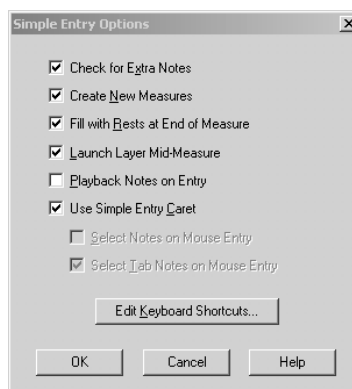 Simple Entry Options
Check for Extra Notes
Create New Measures
Fill with Rests at End of Measure
Launch Layer Mid-Measure
Playback Notes on Entry
Use Simple Entry Caret
Select Notes on Mouse Entry
Select Tab Notes on Mouse Entry
Edit Keyboard Shortcuts...
OK Cancel Help